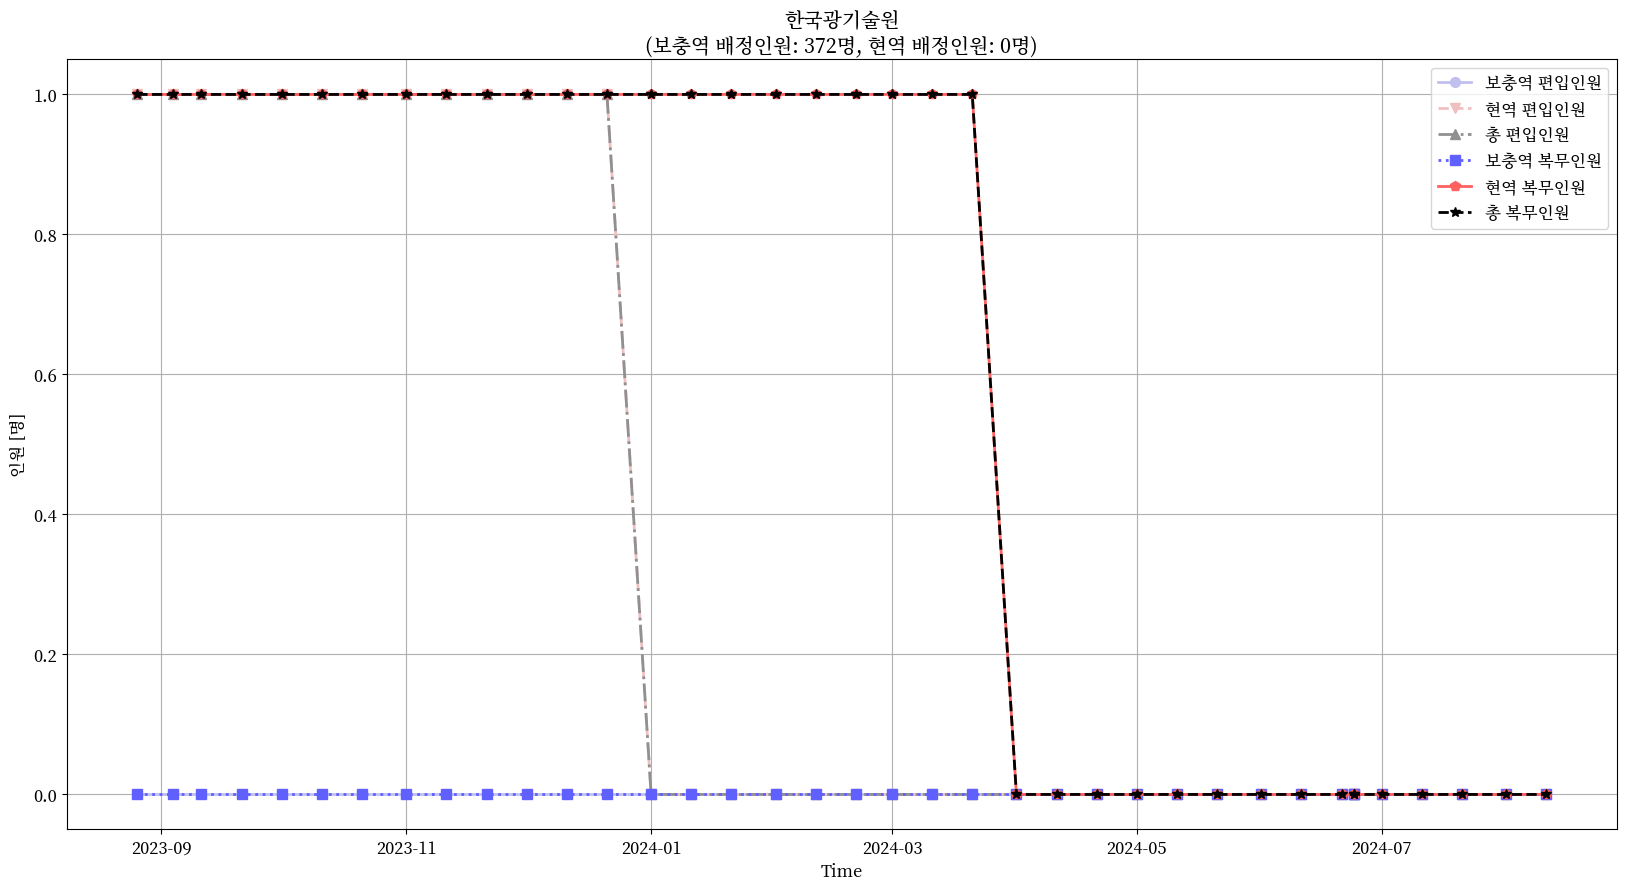 한국광기술원
(보충역 배정인원: 372명, 현역 배정인원: 0명)
보충역 편입인원
현역 편입인원
총 편입인원
보충역 복무인원
현역 복무인원
총 복무인원
인원 [명]
1.0
0.8
0.6
0.4
0.2
0.0
2023-09
2023-11
2024-01
2024-03
2024-05
2024-07
Time